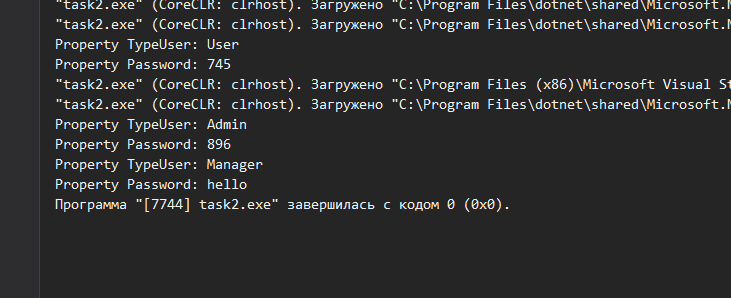 "task2.exe" (CoreCLR: clrhost). Загружено "C:\Program Files\dotnet\shared\Microsoft.N
"task2.exe" (CoreCLR: clrhost). Загружено "C:\Program Files\dotnet\shared\Microsoft.N
Property TypeUser: User
Property Password: 745
"task2.exe" (CoreCLR: clrhost). Загружено "C:\Program Files (x86)\Microsoft Visual St
"task2.exe" (CoreCLR: clrhost). Загружено "C:\Program Files\dotnet\shared\Microsoft.N
Property TypeUser: Admin
Property Password: 896
Property TypeUser: Manager
Property Password: hello
Программа "[7744] task2.exe" завершилась с кодом 0 (0x0).